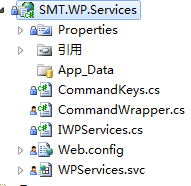 SMT.WP.Services
Properties
引用
App_Data
CommandKeys.cs
CommandWrapper.cs
IWPServices.cs
Web.config
WPServices.svc